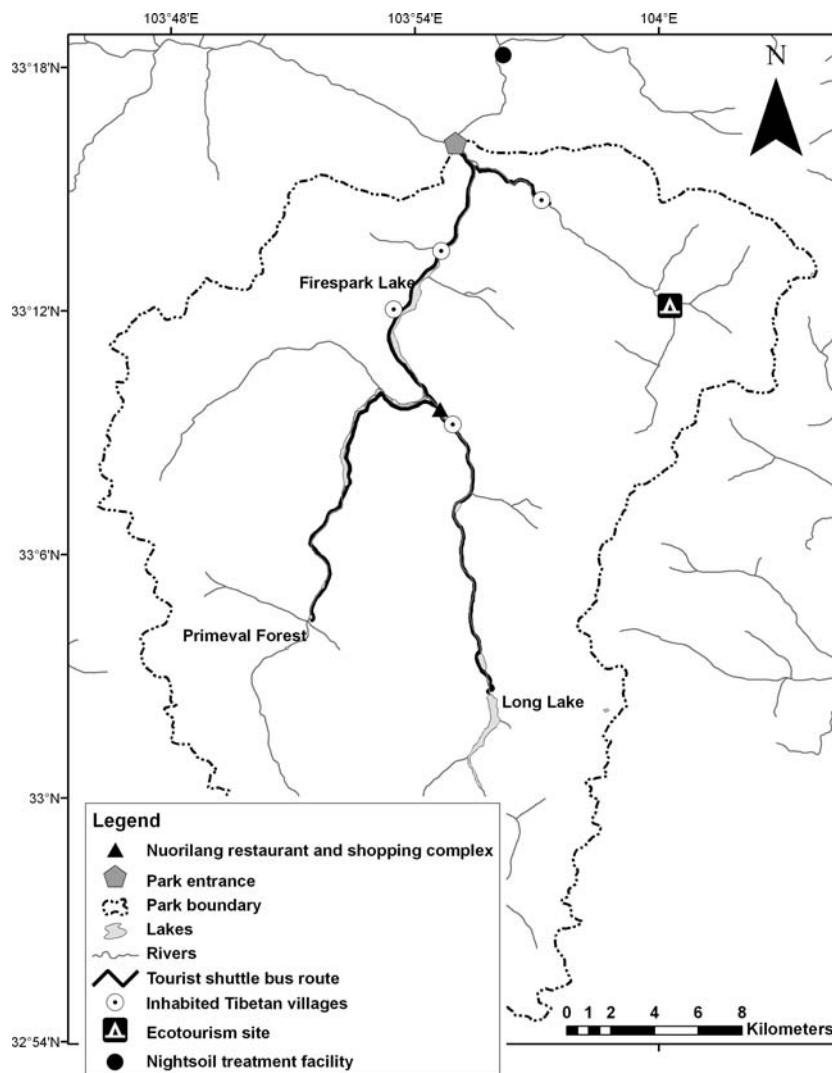 103°48'E 103°54'E 104°E
33°18'N
N
Firespark Lake
33°12'N
33°6'N
Primeval Forest
Long Lake
33°N
Legend
Nuorilang restaurant and shopping complex
Park entrance
Park boundary
Lakes
Rivers
Tourist shuttle bus route
Inhabited Tibetan villages
Ecotourism site
Nightsoil treatment facility
0 1 2 4 6 8
Kilometers
32°54'N